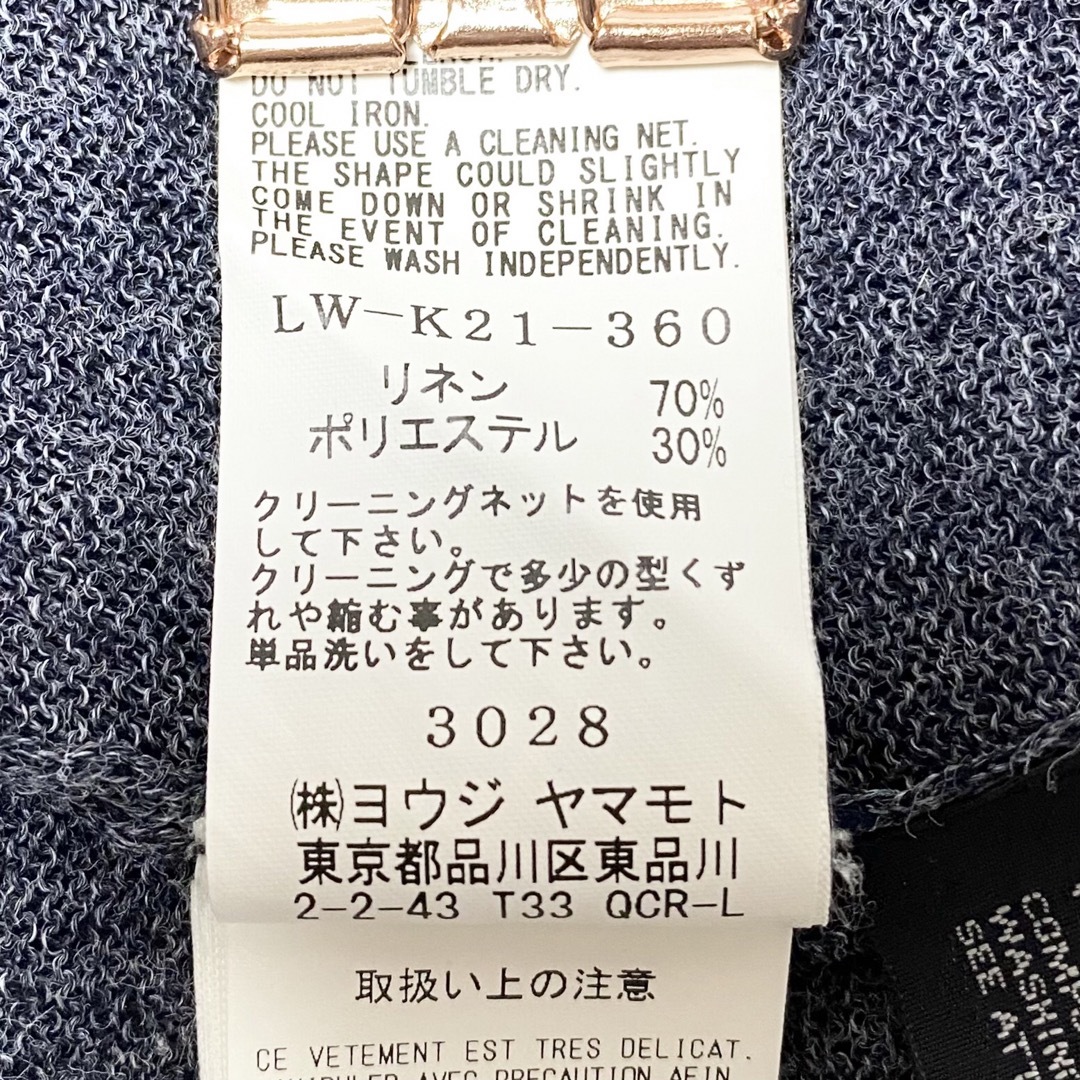 DO NOT TUMBLE DRY.
COOL IRON.
PLEASE USE A CLEANING NET.
THE SHAPE COULD SLIGHTLY
COME DOWN OR SHRINK IN
THE EVENT OF CLEANING.
PLEASE WASH INDEPENDENTLY.
LW-K21-360
リネン 70%
ポリエステル 30%
クリーニングネットを使用
して下さい。
クリーニングで多少の型くず
れや縮む事があります。
単品洗いをして下さい。
3028
㈱ヨウジ ヤマモト
東京都品川区東品川
2-2-43 T33 QCR-L
取扱い上の注意
CE VETEMENT EST TRES DELICAT.
AVEC PRECAUTION AFIN
SEE